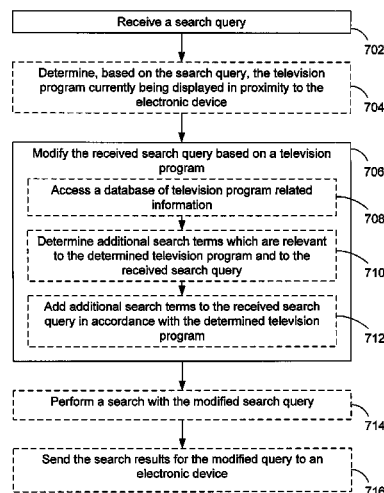 Receive a search query
702
Determine, based on the search query, the television
program currently being displayed in proximity to the
electronic device
704
Modify the received search query based on a television
program
706
Access a database of television program related
information
708
Determine additional search terms which are relevant
to the determined television program and to the
received search query
710
Add additional search terms to the received search
query in accordance with the determined television
program
712
Perform a search with the modified search query
714
Send the search results for the modified query to an
electronic device
716